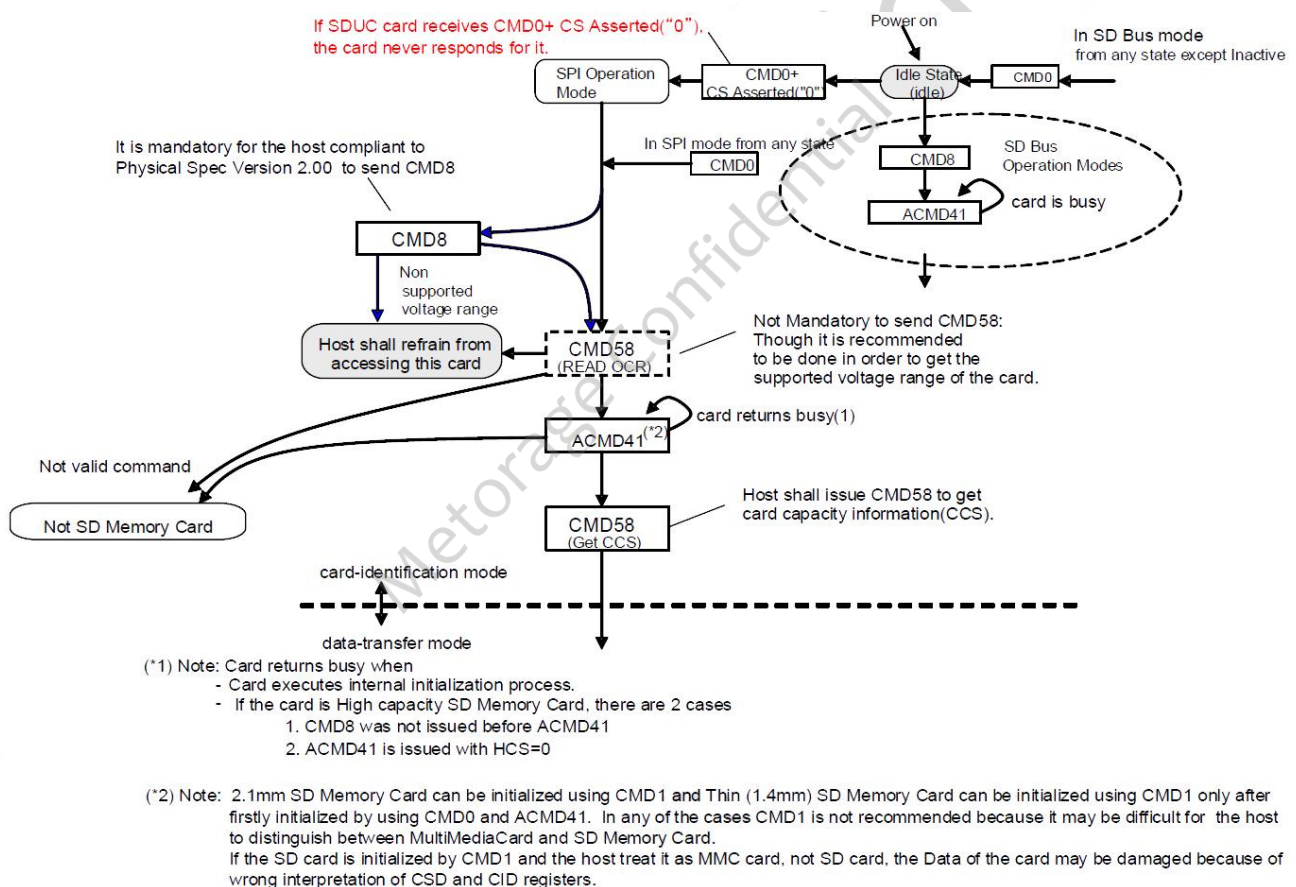 If SDUC card receives CMD0+ CS Asserted("0"),
the card never responds for it.
Power on
In SD Bus mode
from any state except Inactive
SPI Operation
Mode
CMD0+
CS Asserted("0")
Idle State
(idle)
CMD0
It is mandatory for the host compliant to
Physical Spec Version 2.00 to send CMD8
In SPI mode from any state
CMD0
CMD8
SD Bus
Operation Modes
ACMD41
card is busy
CMD8
Non
supported
voltage range
Host shall refrain from
accessing this card
CMD58
(READ OCR)
Not Mandatory to send CMD58:
Though it is recommended
to be done in order to get the
supported voltage range of the card.
ACMD41(*2)
card returns busy(1)
Not valid command
Not SD Memory Card
CMD58
(Get CCS)
Host shall issue CMD58 to get
card capacity information(CCS).
card-identification mode
data-transfer mode
Metorage Confidential
(*1) Note: Card returns busy when
- Card executes internal initialization process.
- If the card is High capacity SD Memory Card, there are 2 cases
1. CMD8 was not issued before ACMD41
2. ACMD41 is issued with HCS=0
(*2) Note: 2.1mm SD Memory Card can be initialized using CMD1 and Thin (1.4mm) SD Memory Card can be initialized using CMD1 only after
firstly initialized by using CMD0 and ACMD41. In any of the cases CMD1 is not recommended because it may be difficult for the host
to distinguish between MultiMediaCard and SD Memory Card.
If the SD card is initialized by CMD1 and the host treat it as MMC card, not SD card, the Data of the card may be damaged because of
wrong interpretation of CSD and CID registers.